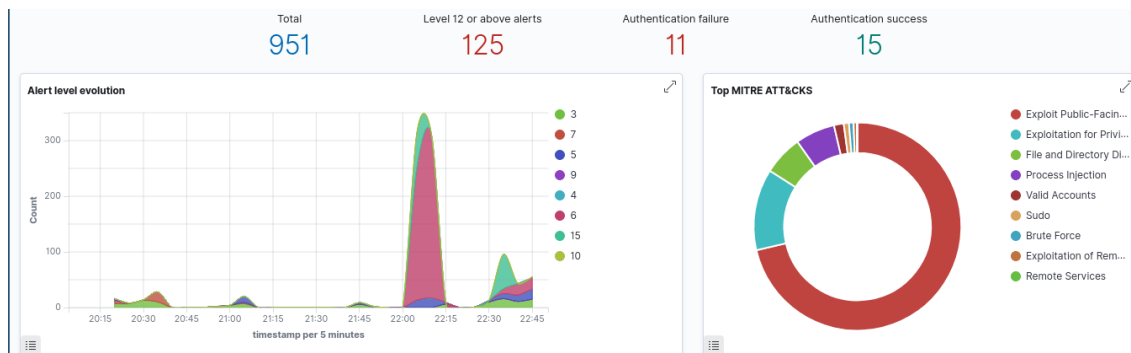 Total
951
Level 12 or above alerts
125
Authentication failure
11
Authentication success
15
Alert level evolution
Count
300
200
100
0
20:15
20:30
20:45
21:00
21:15
21:30
21:45
22:00
22:15
22:30
22:45
timestamp per 5 minutes
3
7
5
9
4
6
15
10
Top MITRE ATT&CKS
Exploit Public-Facin...
Exploitation for Privi...
File and Directory Di...
Process Injection
Valid Accounts
Sudo
Brute Force
Exploitation of Rem...
Remote Services